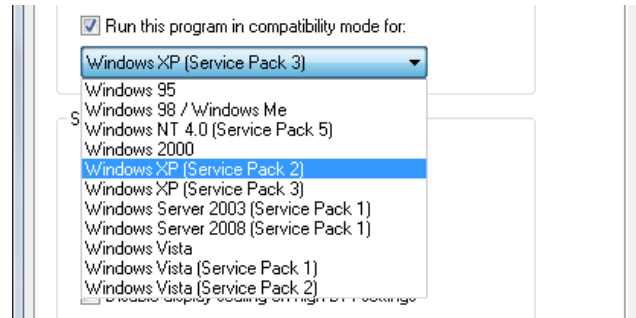 Run this program in compatibility mode for:
Windows XP (Service Pack 3)
Windows 95
S
Windows 98 / Windows Me
Windows NT 4.0 (Service Pack 5)
Windows 2000
Windows XP (Service Pack 2)
Windows XP (Service Pack 3)
Windows Server 2003 (Service Pack 1)
Windows Server 2008 (Service Pack 1)
Windows Vista
Windows Vista (Service Pack 1)
Windows Vista (Service Pack 2)